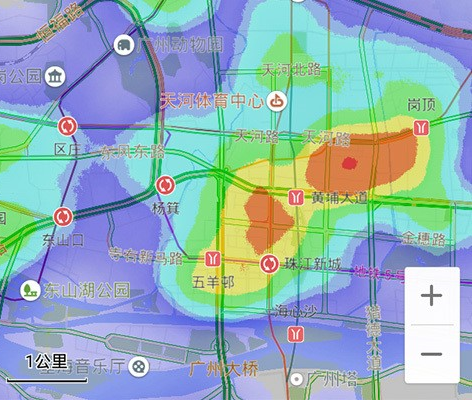 广州动物园
天河北路
天河体育中心
岗顶
区庄
天河路
天河路
东风东路
杨箕
黄埔大道
东山口
金穗路
寺右新马路
珠江新城
五羊邨
东山湖公园
海心沙
1公里
音乐厅
广州大桥
广州塔